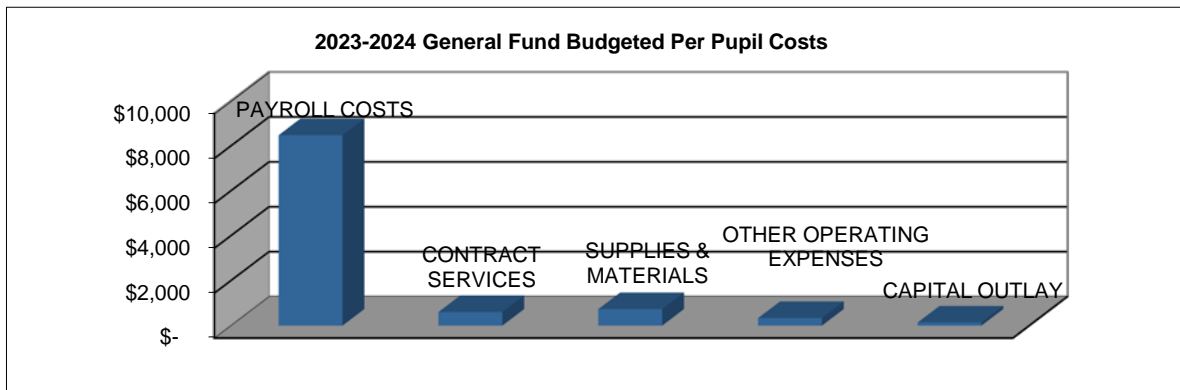 2023-2024 General Fund Budgeted Per Pupil Costs
$10,000
$8,000
$6,000
$4,000
$2,000
$-
PAYROLL COSTS
CONTRACT
SERVICES
SUPPLIES &
MATERIALS
OTHER OPERATING
EXPENSES
CAPITAL OUTLAY